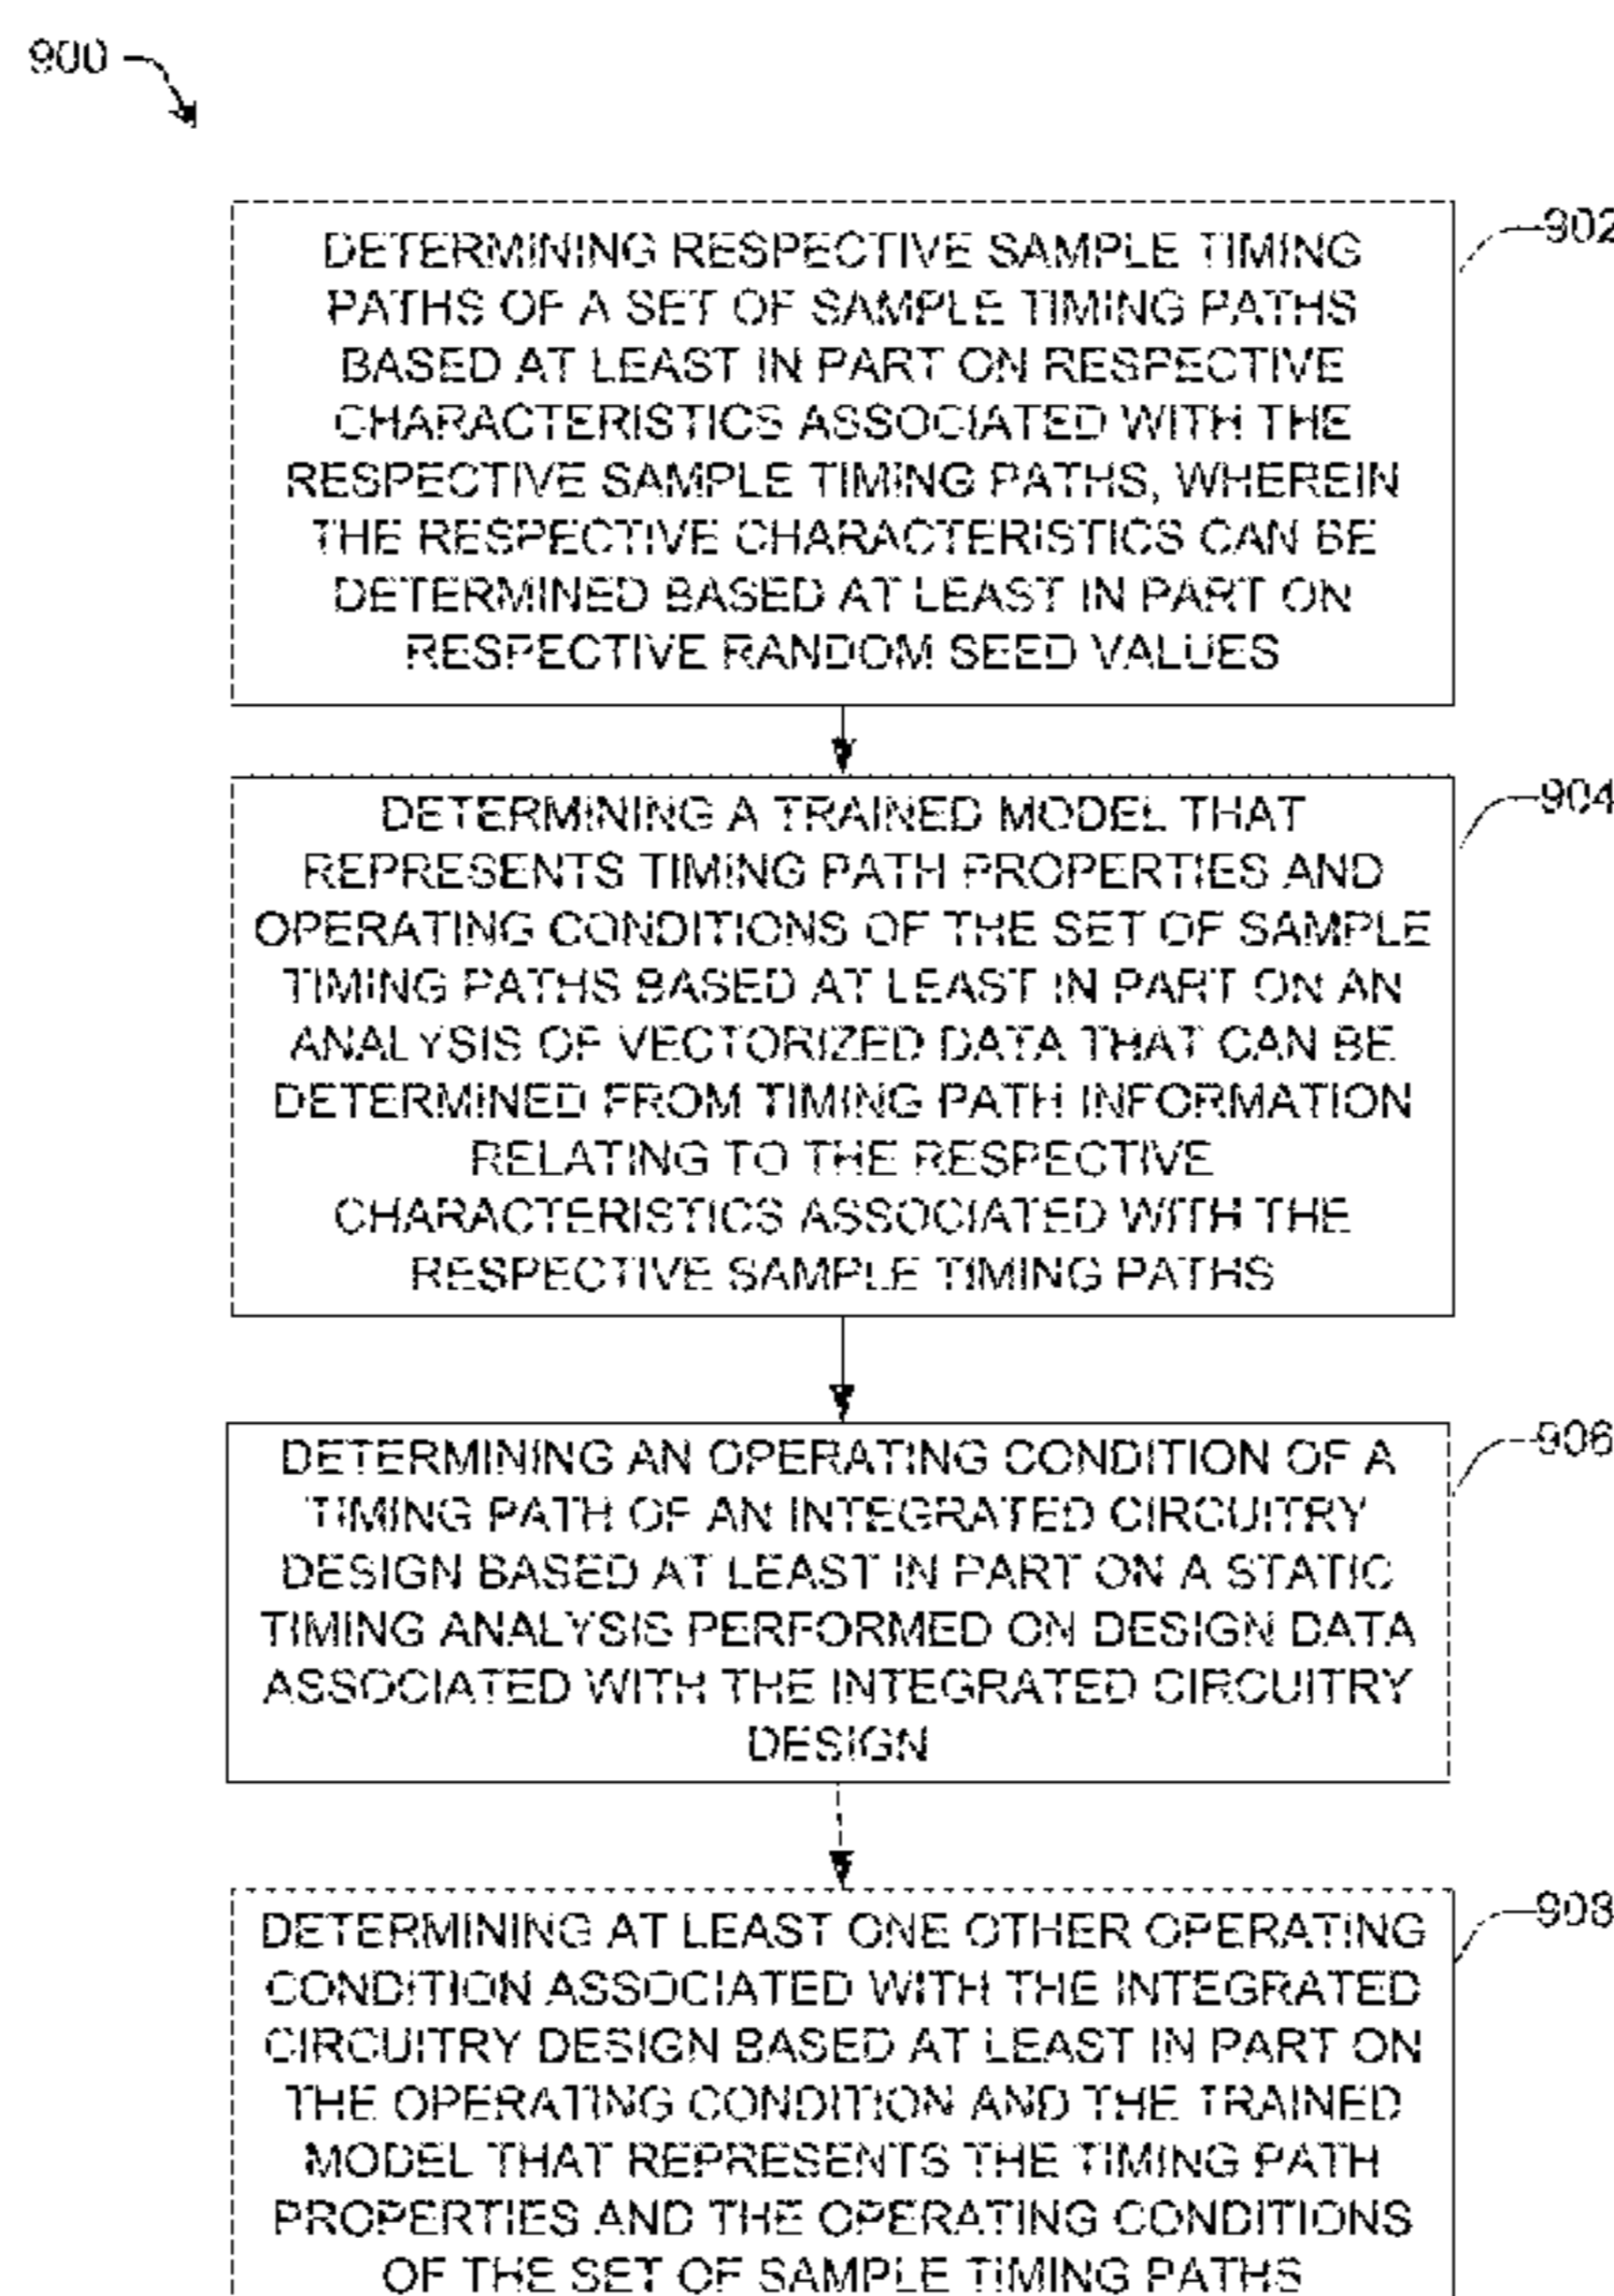 900
DETERMINING RESPECTIVE SAMPLE TIMING
PATHS OF A SET OF SAMPLE TIMING PATHS
BASED AT LEAST IN PART ON RESPECTIVE
CHARACTERISTICS ASSOCIATED WITH THE
RESPECTIVE SAMPLE TIMING PATHS, WHEREIN
THE RESPECTIVE CHARACTERISTICS CAN BE
DETERMINED BASED AT LEAST IN PART ON
RESPECTIVE RANDOM SEED VALUES
902
DETERMINING A TRAINED MODEL THAT
REPRESENTS TIMING PATH PROPERTIES AND
OPERATING CONDITIONS OF THE SET OF SAMPLE
TIMING PATHS BASED AT LEAST IN PART ON AN
ANALYSIS OF VECTORIZED DATA THAT CAN BE
DETERMINED FROM TIMING PATH INFORMATION
RELATING TO THE RESPECTIVE
CHARACTERISTICS ASSOCIATED WITH THE
RESPECTIVE SAMPLE TIMING PATHS
904
DETERMINING AN OPERATING CONDITION OF A
TIMING PATH OF AN INTEGRATED CIRCUITRY
DESIGN BASED AT LEAST IN PART ON A STATIC
TIMING ANALYSIS PERFORMED ON DESIGN DATA
ASSOCIATED WITH THE INTEGRATED CIRCUITRY
DESIGN
906
DETERMINING AT LEAST ONE OTHER OPERATING
CONDITION ASSOCIATED WITH THE INTEGRATED
CIRCUITRY DESIGN BASED AT LEAST IN PART ON
THE OPERATING CONDITION AND THE TRAINED
MODEL THAT REPRESENTS THE TIMING PATH
PROPERTIES AND THE OPERATING CONDITIONS
OF THE SET OF SAMPLE TIMING PATHS
908